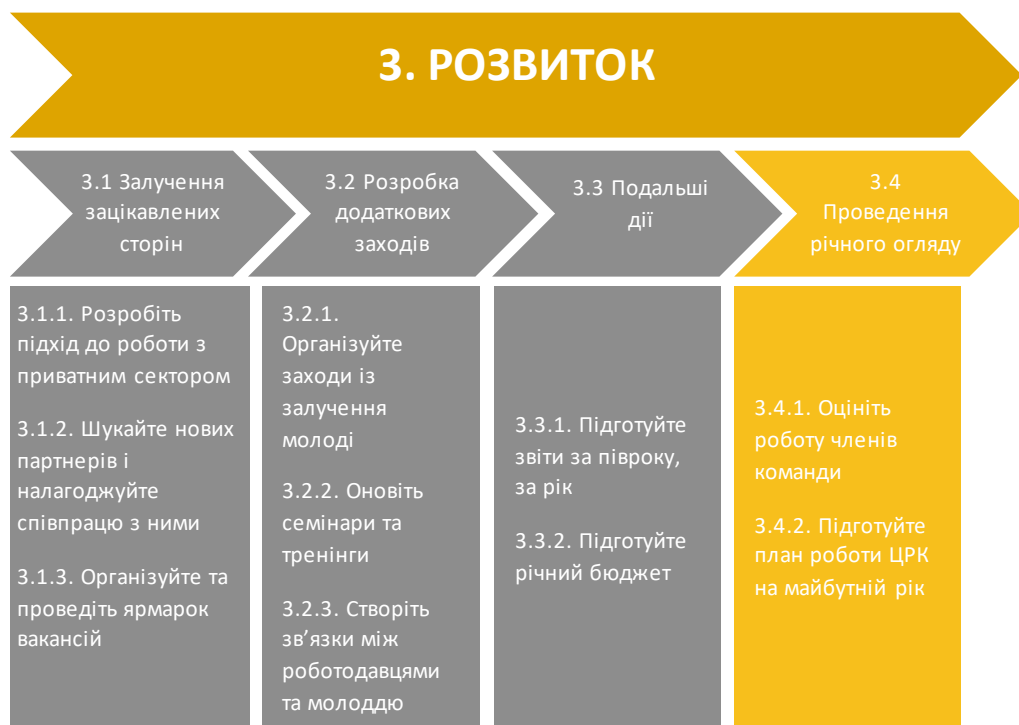 3. РОЗВИТОК
3.1 Залучення
зацікавлених
сторін
3.2 Розробка
додаткових
заходів
3.3 Подальші
дії
3.4
Проведення
річного огляду
3.1.1. Розробіть
підхід до роботи з
приватним сектором
3.1.2. Шукайте нових
партнерів і
налагоджуйте
співпрацю з ними
3.1.3. Організуйте та
проведіть ярмарок
вакансій
3.2.1.
Організуйте
заходи із
залучення
молоді
3.2.2. Оновіть
семінари та
тренінги
3.2.3. Створіть
зв’язки між
роботодавцями
та молоддю
3.3.1. Підготуйте
звіти за півроку,
за рік
3.3.2. Підготуйте
річний бюджет
3.4.1. Оцініть
роботу членів
команди
3.4.2. Підготуйте
план роботи ЦРК
на майбутній рік